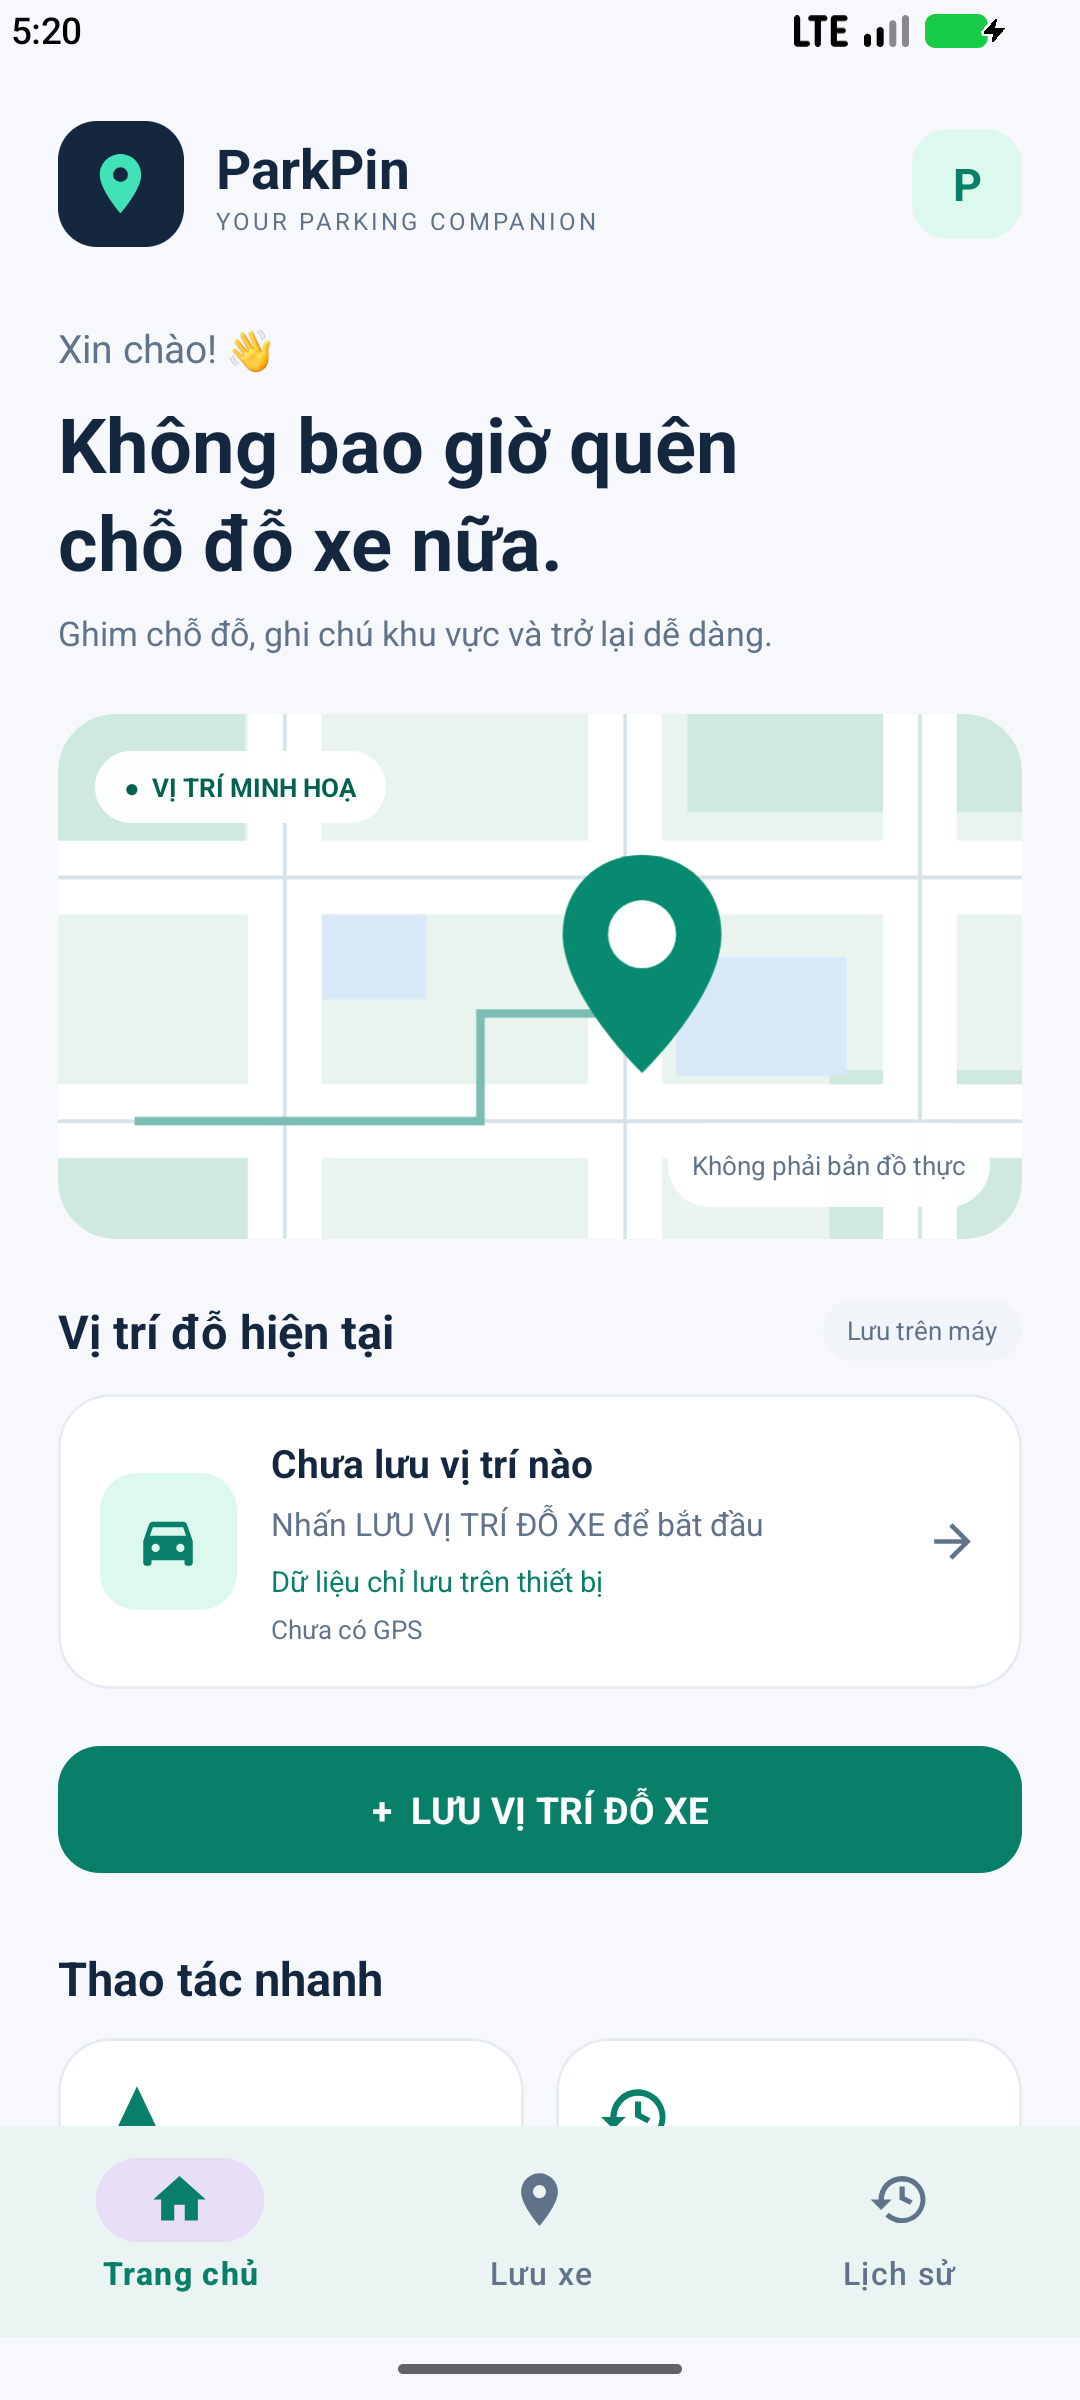 5:20
LTE
ParkPin
YOUR PARKING COMPANION
P
Xin chào! 👋
Không bao giờ quên
chỗ đỗ xe nữa.
Ghim chỗ đỗ, ghi chú khu vực và trở lại dễ dàng.
● VỊ TRÍ MINH HOẠ
Không phải bản đồ thực
Vị trí đỗ hiện tại
Lưu trên máy
Chưa lưu vị trí nào
Nhấn LƯU VỊ TRÍ ĐỖ XE để bắt đầu
Dữ liệu chỉ lưu trên thiết bị
Chưa có GPS
+ LƯU VỊ TRÍ ĐỖ XE
Thao tác nhanh
Trang chủ
Lưu xe
Lịch sử